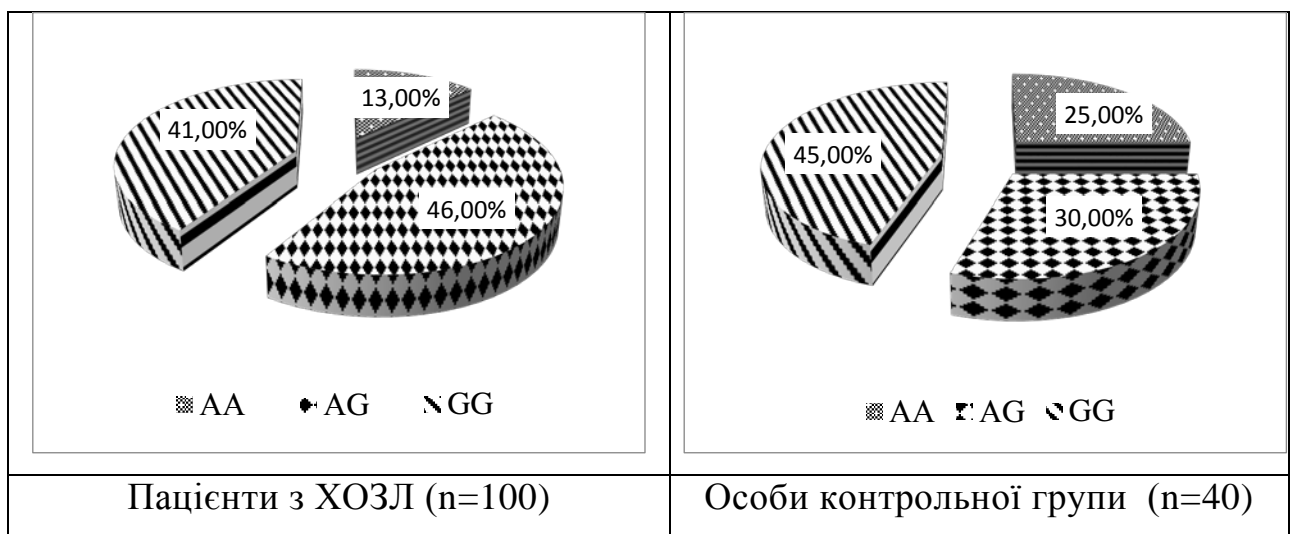 13,00%
41,00%
46,00%
AA AG GG
25,00%
45,00%
30,00%
AA AG GG
Пацієнти з ХОЗЛ (n=100)
Особи контрольної групи (n=40)